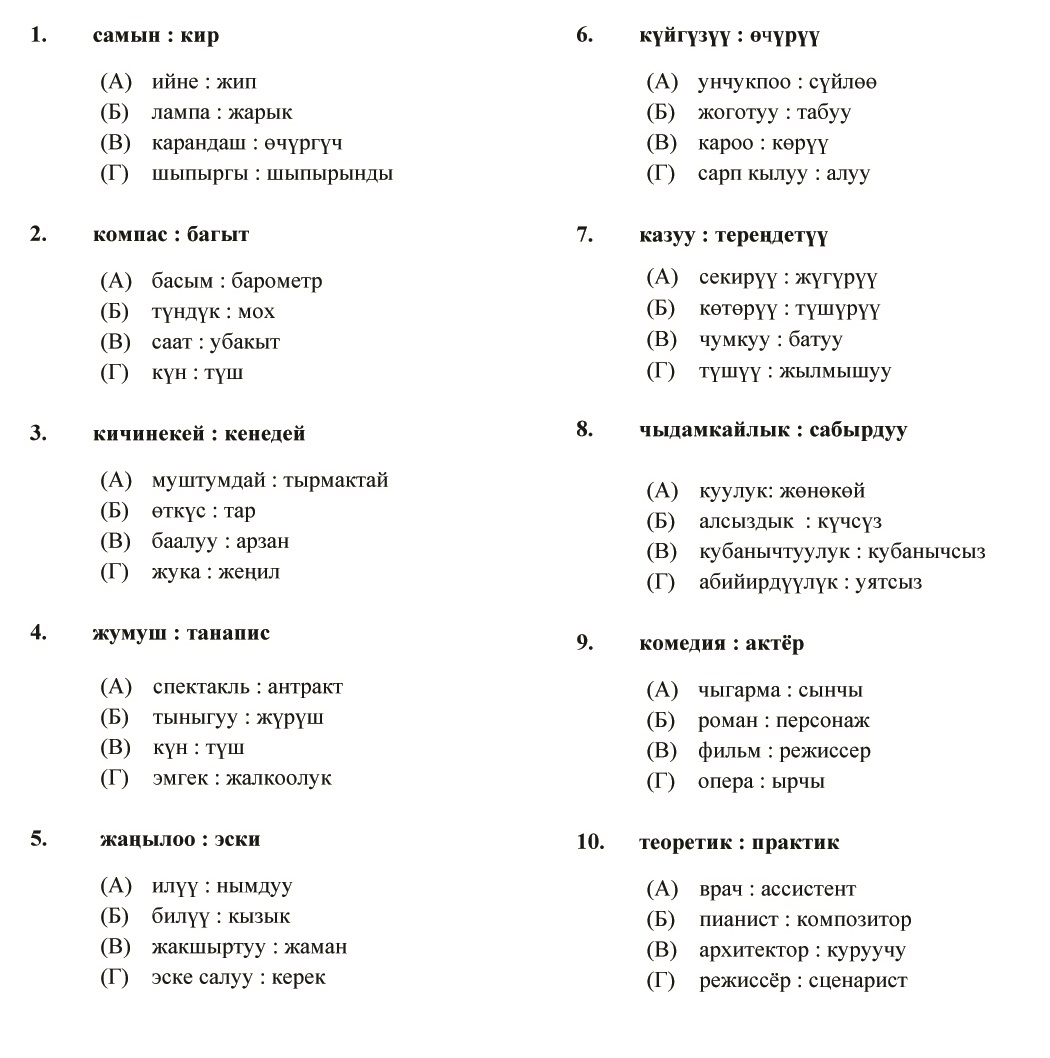 1. самын : кир
(А) ийне : жип
(Б) лампа : жарык
(В) карандаш : өчүргүч
(Г) шыпыргы : шыпырынды
2. компас : багыт
(А) басым : барометр
(Б) түндүк : мох
(В) саат : убакыт
(Г) күн : түш
3. кичинекей : кенедей
(А) муштумдай : тырмактай
(Б) өткүс : тар
(В) баалуу : арзан
(Г) жука : жеңил
4. жумуш : танапис
(А) спектакль : антракт
(Б) тыныгуу : жүрүш
(В) күн : түш
(Г) эмгек : жалкоолук
5. жаңылоо : эски
(А) илүү : нымдуу
(Б) билүү : кызык
(В) жакшыртуу : жаман
(Г) эске салуу : керек
6. күйгүзүү : өчүрүү
(А) унчукпоо : сүйлөө
(Б) жоготуу : табуу
(В) кароо : көрүү
(Г) сарп кылуу : алуу
7. казуу : тереңдетүү
(А) секирүү : жүгүрүү
(Б) көтөрүү : түшүрүү
(В) чумкуу : батуу
(Г) түшүү : жылмышуу
8. чыдамкайлык : сабырдуу
(А) куулук: жөнөкөй
(Б) алсыздык : күчсүз
(В) кубанычтуулук : кубанычсыз
(Г) абийирдүүлүк : уятсыз
9. комедия : актёр
(А) чыгарма : сынчы
(Б) роман : персонаж
(В) фильм : режиссер
(Г) опера : ырчы
10. теоретик : практик
(А) врач : ассистент
(Б) пианист : композитор
(В) архитектор : куруучу
(Г) режиссёр : сценарист